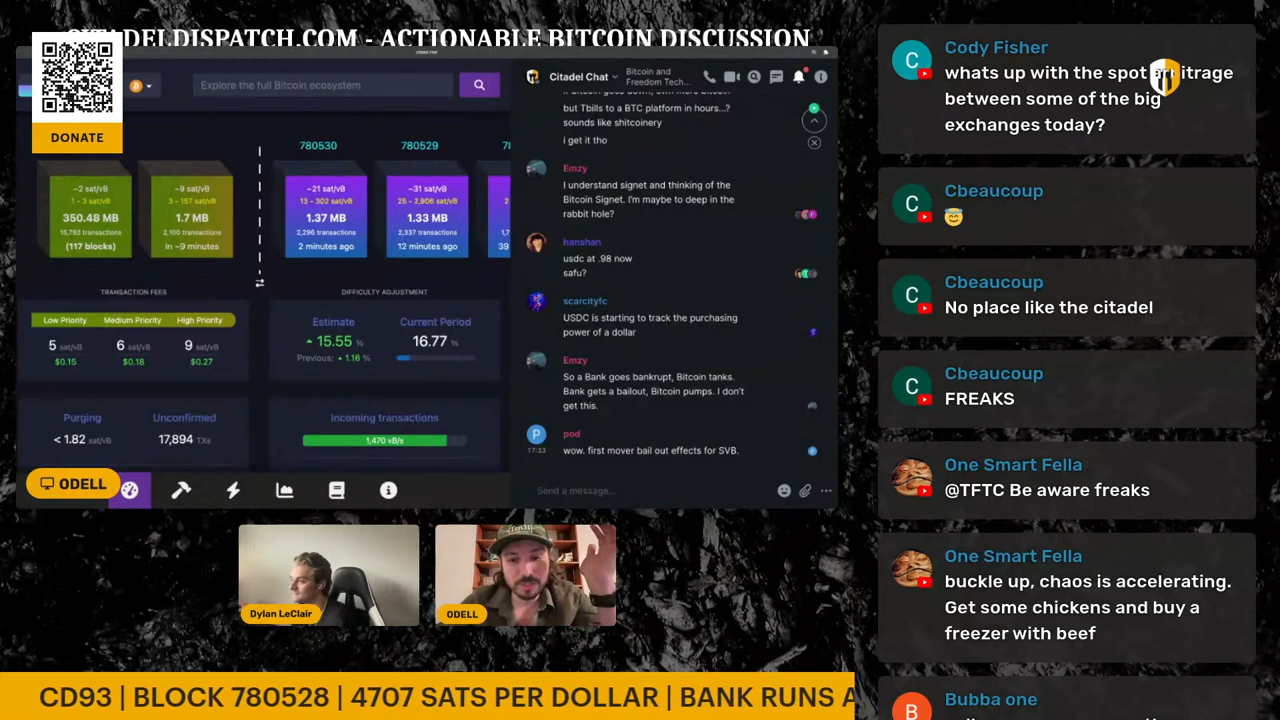 CITADELDISPATCH.COM - ACTIONABLE BITCOIN DISCUSSION
DONATE
Explore the full Bitcoin ecosystem
780530
780529
78
~2 sat/vB
1 - 3 sat/vB
350.48 MB
(117 blocks)
~9 sat/vB
3 - 157 sat/vB
1.7 MB
2,100 transactions
In ~9 minutes
~21 sat/vB
13 - 302 sat/vB
1.37 MB
2,296 transactions
2 minutes ago
~31 sat/vB
25 - 2,906 sat/vB
1.33 MB
2,337 transactions
12 minutes ago
39
TRANSACTION FEES
Low Priority
Medium Priority
High Priority
5 sat/vB
6 sat/vB
9 sat/vB
$0.15
$0.18
$0.27
DIFFICULTY ADJUSTMENT
Estimate
Current Period
15.55 %
16.77 %
Previous: 1.16 %
Purging
Unconfirmed
< 1.82 sat/vB
17,894 TXs
Incoming transactions
1,470 vB/s
ODELL
Citadel Chat
Bitcoin and
Freedom Tech...
but Tbills to a BTC platform in hours...?
sounds like shitcoinery
i get it tho
Emzy
I understand signet and thinking of the
Bitcoin Signet. I'm maybe to deep in the
rabbit hole?
hanshan
usdc at .98 now
safu?
scarcityfc
USDC is starting to track the purchasing
power of a dollar
Emzy
So a Bank goes bankrupt, Bitcoin tanks.
Bank gets a bailout, Bitcoin pumps. I don't
get this.
P
pod
17:33
wow. first mover bail out effects for SVB.
Send a message...
Dylan LeClair
ODELL
CD93 | BLOCK 780528 | 4707 SATS PER DOLLAR | BANK RUNS A
C
Cody Fisher
whats up with the spot arbitrage
between some of the big
exchanges today?
C
Cbeaucoup
C
Cbeaucoup
No place like the citadel
C
Cbeaucoup
FREAKS
One Smart Fella
@TFTC Be aware freaks
One Smart Fella
buckle up, chaos is accelerating.
Get some chickens and buy a
freezer with beef
B
Bubba one